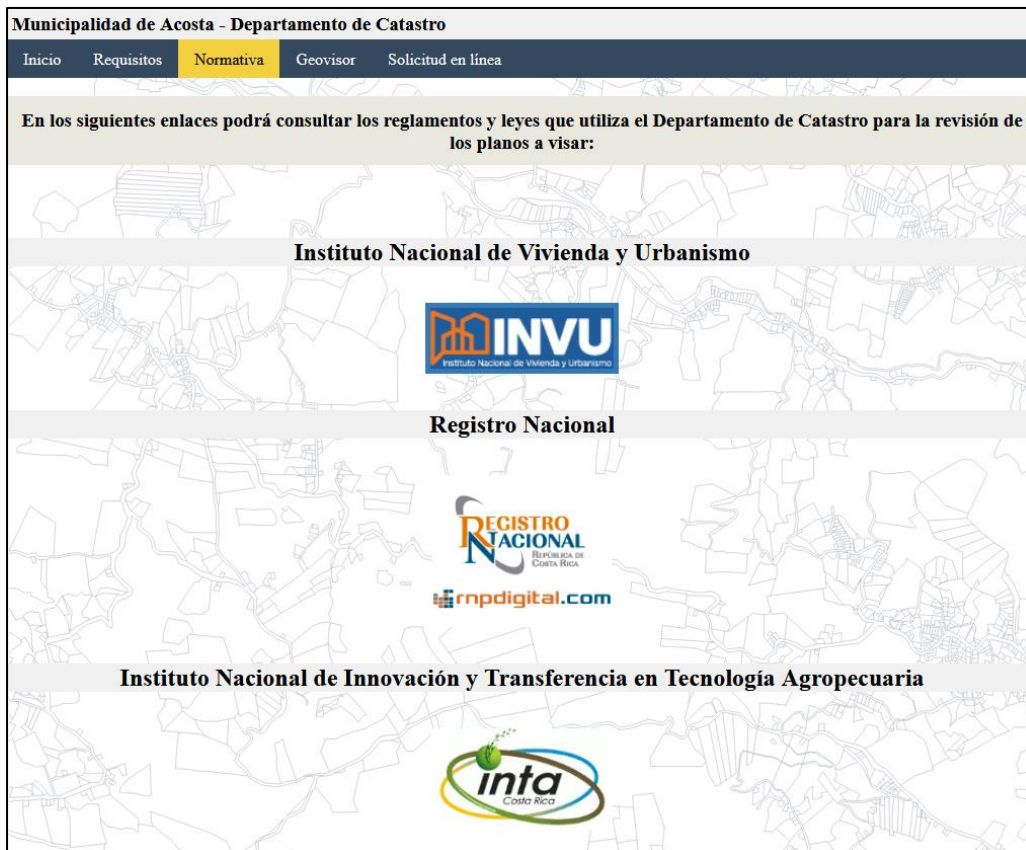 Municipalidad de Acosta - Departamento de Catastro
Inicio Requisitos Normativa Geovisor Solicitud en línea
En los siguientes enlaces podrá consultar los reglamentos y leyes que utiliza el Departamento de Catastro para la revisión de
los planos a visar:
Instituto Nacional de Vivienda y Urbanismo
INVU
Instituto Nacional de Vivienda y Urbanismo
Registro Nacional
REGISTRO
NACIONAL
REPÚBLICA DE
COSTA RICA
rnpdigital.com
Instituto Nacional de Innovación y Transferencia en Tecnología Agropecuaria
inta
Costa Rica